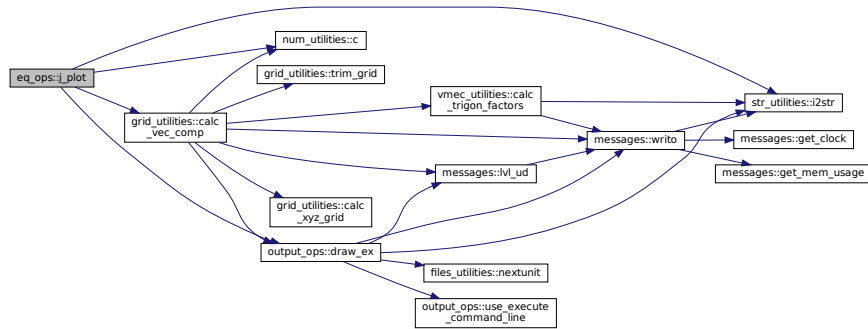 eq_ops::j_plot
num_utilities::c
grid_utilities::trim_grid
grid_utilities::calc
_vec_comp
vmec_utilities::calc
_trigon_factors
str_utilities::i2str
messages::writo
messages::get_clock
messages::lvl_ud
messages::get_mem_usage
grid_utilities::calc
_xyz_grid
output_ops::draw_ex
files_utilities::nextunit
output_ops::use_execute
_command_line